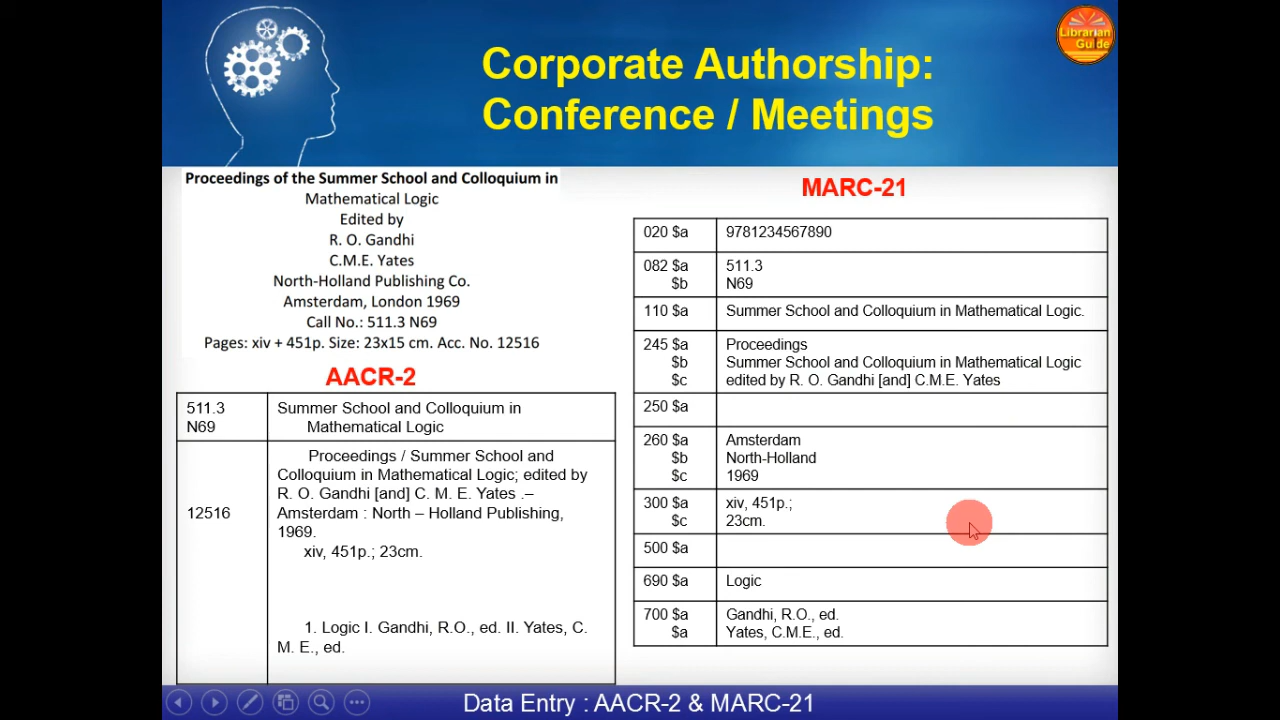 Librarian
Guide
Corporate Authorship:
Conference / Meetings
Proceedings of the Summer School and Colloquium in
Mathematical Logic
Edited by
R. O. Gandhi
C.M.E. Yates
North-Holland Publishing Co.
Amsterdam, London 1969
Call No.: 511.3 N69
Pages: xiv + 451p. Size: 23x15 cm. Acc. No. 12516
AACR-2
511.3 Summer School and Colloquium in
N69 Mathematical Logic
Proceedings / Summer School and
Colloquium in Mathematical Logic; edited by
R. O. Gandhi [and] C. M. E. Yates .–
12516 Amsterdam : North – Holland Publishing,
1969.
xiv, 451p.; 23cm.
1. Logic I. Gandhi, R.O., ed. II. Yates, C.
M. E., ed.
MARC-21
020 $a 9781234567890
082 $a 511.3
$b N69
110 $a Summer School and Colloquium in Mathematical Logic.
245 $a Proceedings
$b Summer School and Colloquium in Mathematical Logic
$c edited by R. O. Gandhi [and] C.M.E. Yates
250 $a
260 $a Amsterdam
$b North-Holland
$c 1969
300 $a xiv, 451p.;
$c 23cm.
500 $a
690 $a Logic
700 $a Gandhi, R.O., ed.
$a Yates, C.M.E., ed.
Data Entry : AACR-2 & MARC-21